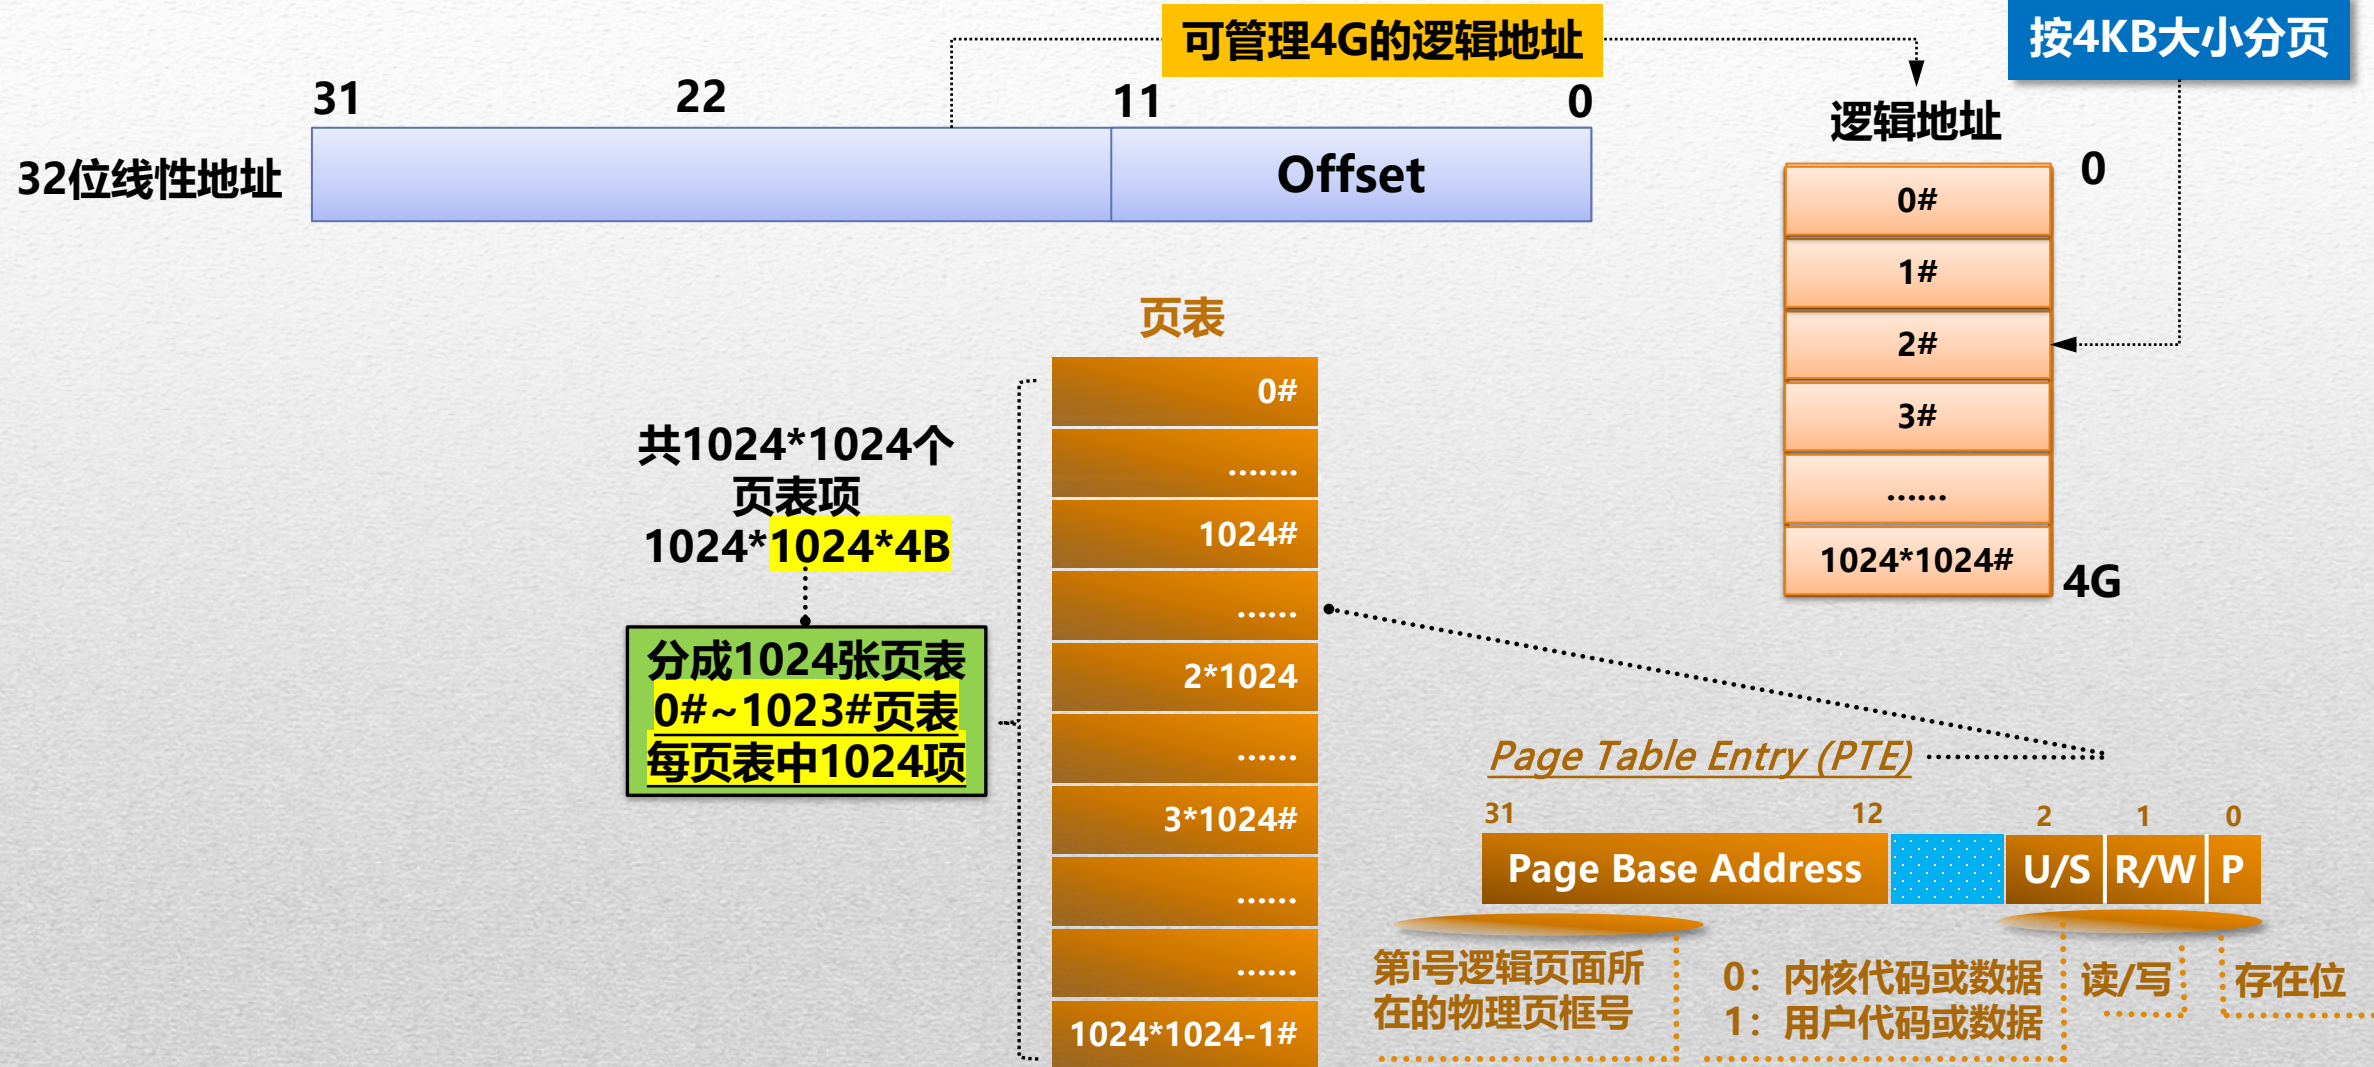 可管理4G的逻辑地址
按4KB大小分页
31
22
11
0
32位线性地址
Offset
逻辑地址
0
0#
1#
2#
3#
......
1024*1024#
4G
页表
0#
.......
1024#
......
2*1024
......
3*1024#
......
......
1024*1024-1#
共1024*1024个
页表项
1024*1024*4B
分成1024张页表
0#~1023#页表
每页表中1024项
Page Table Entry (PTE)
31
12
2
1
0
Page Base Address
U/S
R/W
P
第i号逻辑页面所
在的物理页框号
0：内核代码或数据
1：用户代码或数据
读/写
存在位